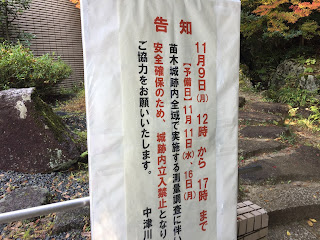 告知
11月9日(月) 12時 から 17時 まで
【予備日】11月11日(水)、16日(月)
苗木城跡内全域で実施する測量調査に伴い
安全確保のため、城跡内立入禁止となり
ご協力をお願いいたします。
中津川